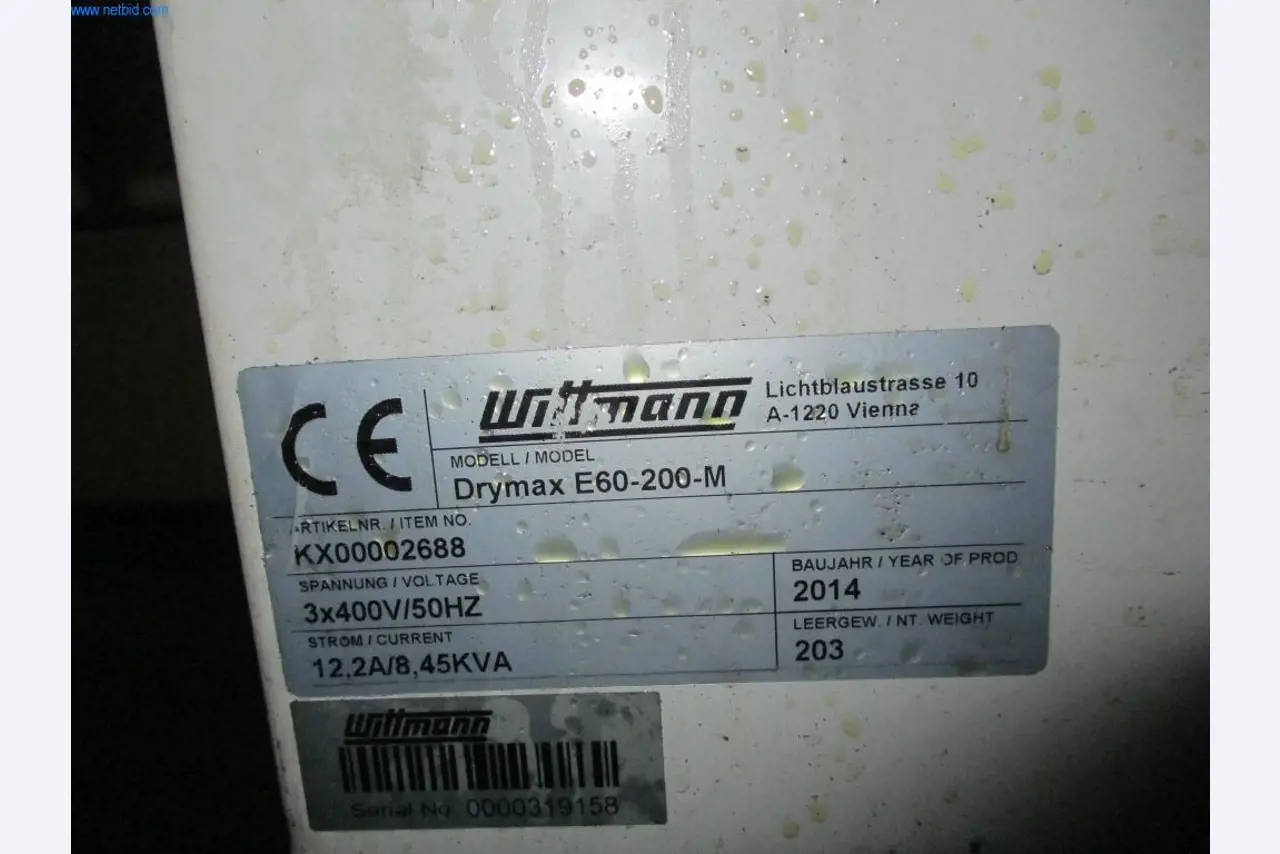 www.netbid.com
CE
Wittmann
Lichtblaustrasse 10
A-1220 Vienna
MODELL / MODEL
Drymax E60-200-M
ARTIKELNR. / ITEM NO.
KX00002688
SPANNUNG / VOLTAGE
3x400V/50HZ
BAUJAHR / YEAR OF PROD
2014
STROM / CURRENT
12,2A/8,45KVA
LEERGEW. / NT. WEIGHT
203
Wittmann
Serial No 0000319158